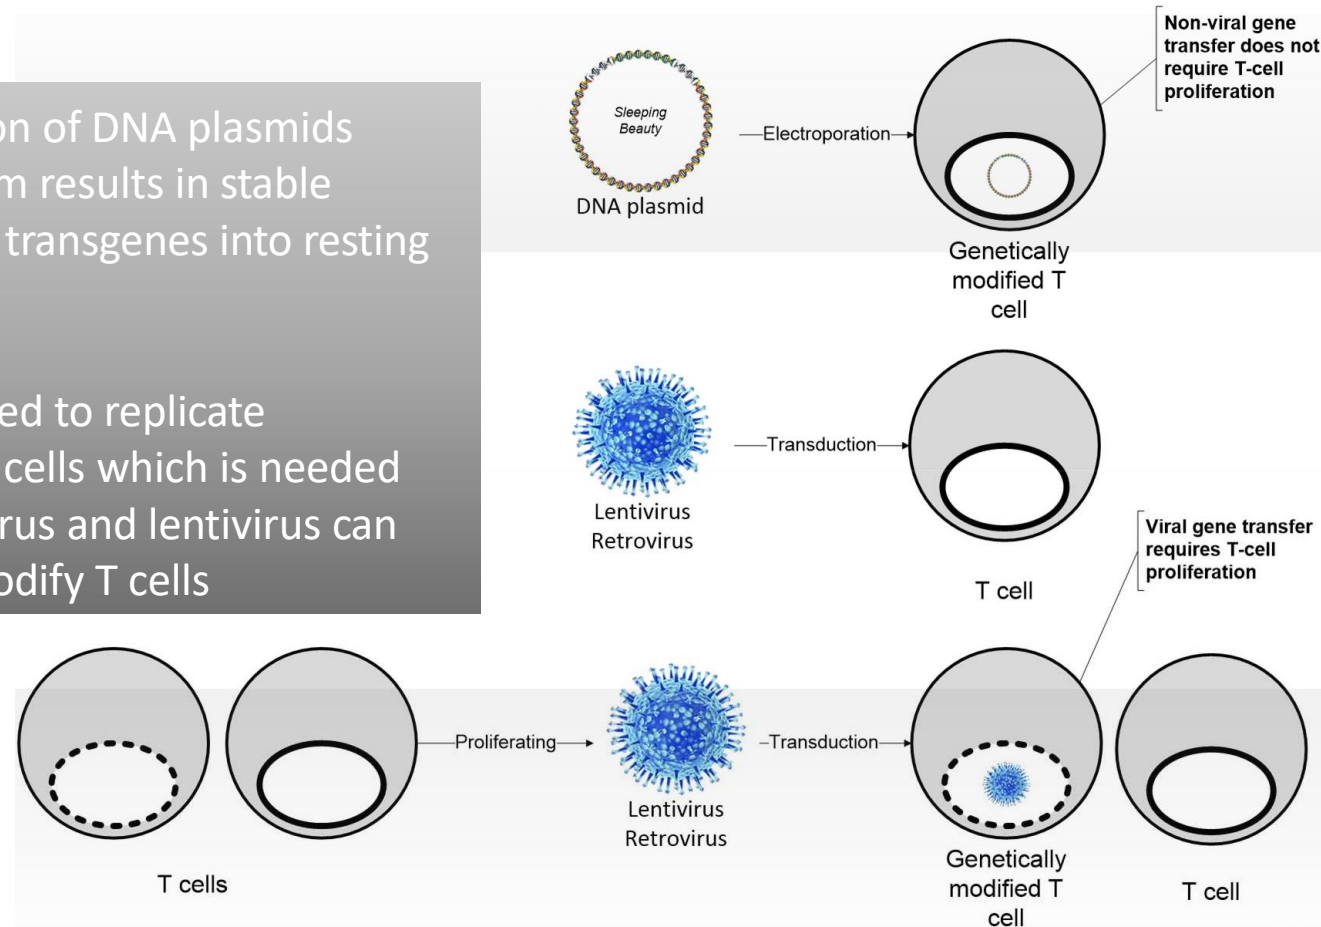 on of DNA plasmids
m results in stable
transgenes into resting
ed to replicate
cells which is needed
rus and lentivirus can
odify T cells
Sleeping
Beauty
DNA plasmid
Electroporation
Genetically
modified T
cell
Non-viral gene
transfer does not
require T-cell
proliferation
Lentivirus
Retrovirus
Transduction
T cell
Viral gene transfer
requires T-cell
proliferation
T cells
Proliferating
Lentivirus
Retrovirus
Transduction
Genetically
modified T
cell
T cell